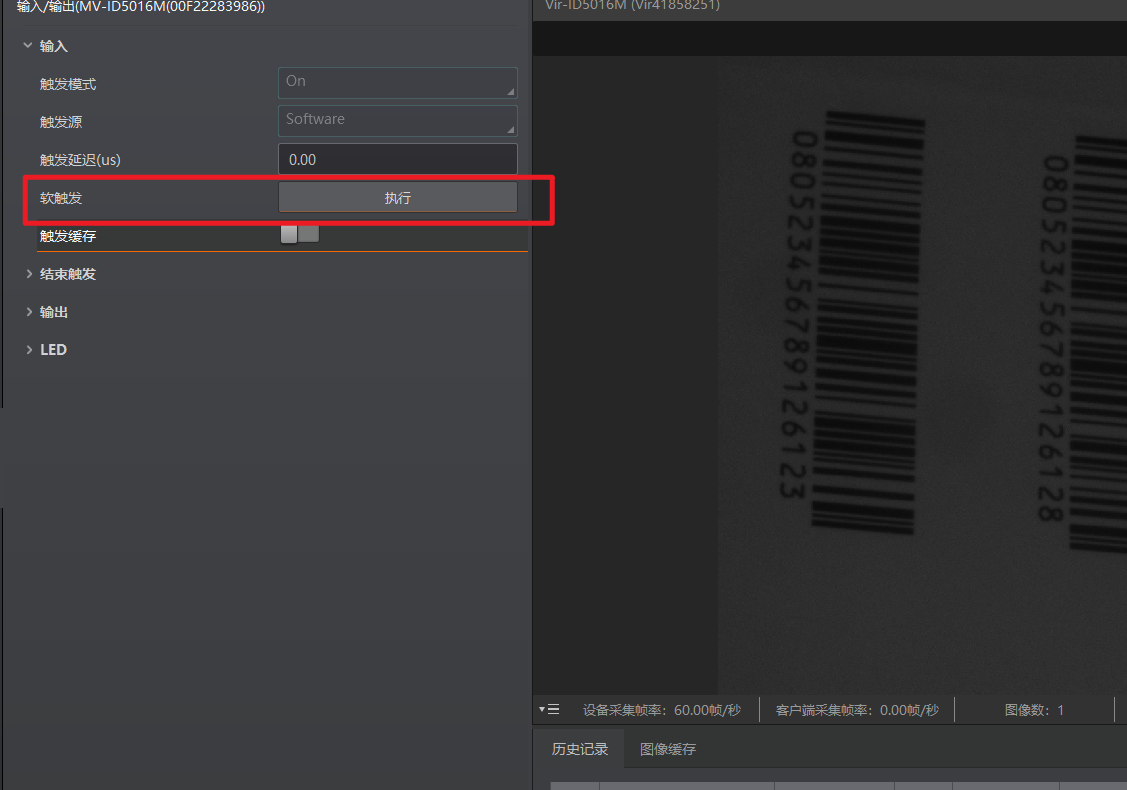 输入/输出(MV-ID5016M(00F22283986))
输入
触发模式
On
触发源
Software
触发延迟(us)
0.00
软触发
执行
触发缓存
结束触发
输出
LED
Vir-ID5016M (Vir41858251)
080523456789126123
080523456789126128
设备采集帧率：60.00帧/秒
客户端采集帧率：0.00帧/秒
图像数：1
历史记录
图像缓存